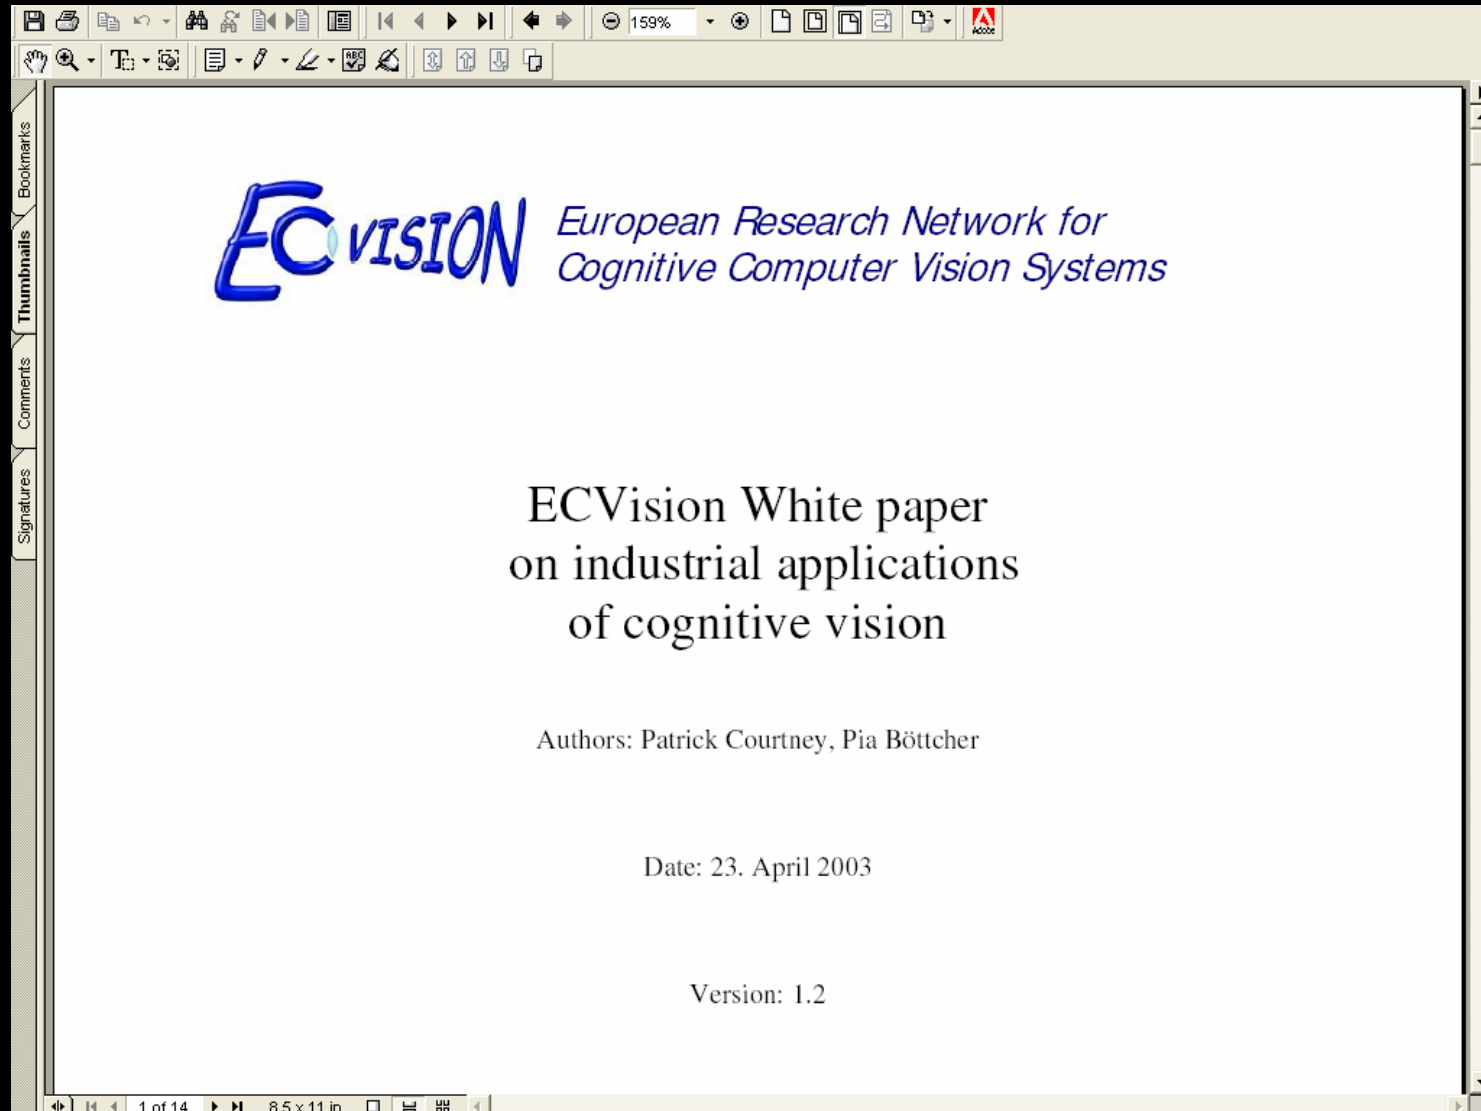 159%
Adobe
Bookmarks
Thumbnails
Comments
Signatures
ECVISION
European Research Network for
Cognitive Computer Vision Systems
ECVision White paper
on industrial applications
of cognitive vision
Authors: Patrick Courtney, Pia Böttcher
Date: 23. April 2003
Version: 1.2
1 of 14
8.5 x 11 in